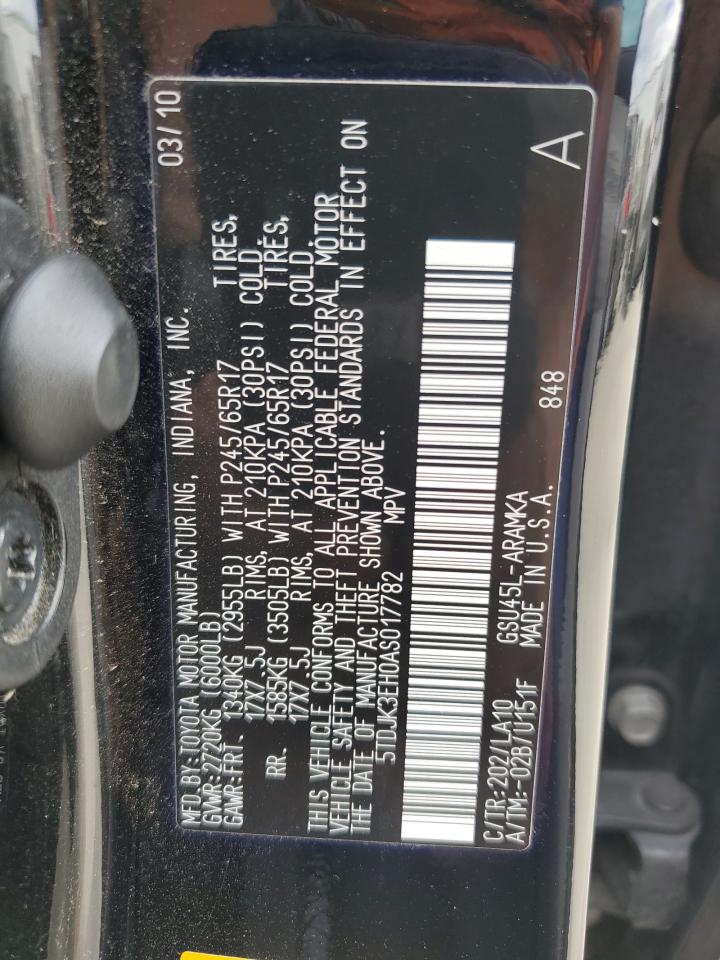 MFD.BY:TOYOTA MOTOR MANUFACTURING, INDIANA, INC. 03/10
GVWR:2720KG (6000LB)
GAWR:FRT. 1340KG (2955LB) WITH P245/65R17 TIRES,
17X7.5J RIMS, AT 210KPA (30PSI) COLD.
RR. 1585KG (3505LB) WITH P245/65R17 TIRES,
17X7.5J RIMS, AT 210KPA (30PSI) COLD.
THIS VEHICLE CONFORMS TO ALL APPLICABLE FEDERAL MOTOR
VEHICLE SAFETY AND THEFT PREVENTION STANDARDS IN EFFECT ON
THE DATE OF MANUFACTURE SHOWN ABOVE.
5TDJK3EH0AS017782 MPV
C/TR:202/LA10 GSU45L-ARAMKA 848 A
A/TM:-02B/U151F MADE IN U.S.A.